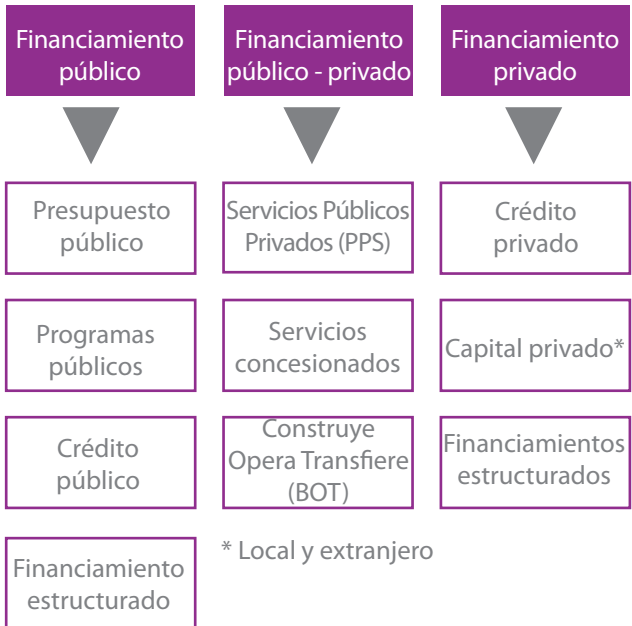 Financiamiento
público
Presupuesto
público
Programas
públicos
Crédito
público
Financiamiento
estructurado
Financiamiento
público - privado
Servicios Públicos
Privados (PPS)
Servicios
concesionados
Construye
Opera Transfiere
(BOT)
* Local y extranjero
Financiamiento
privado
Crédito
privado
Capital privado*
Financiamientos
estructurados